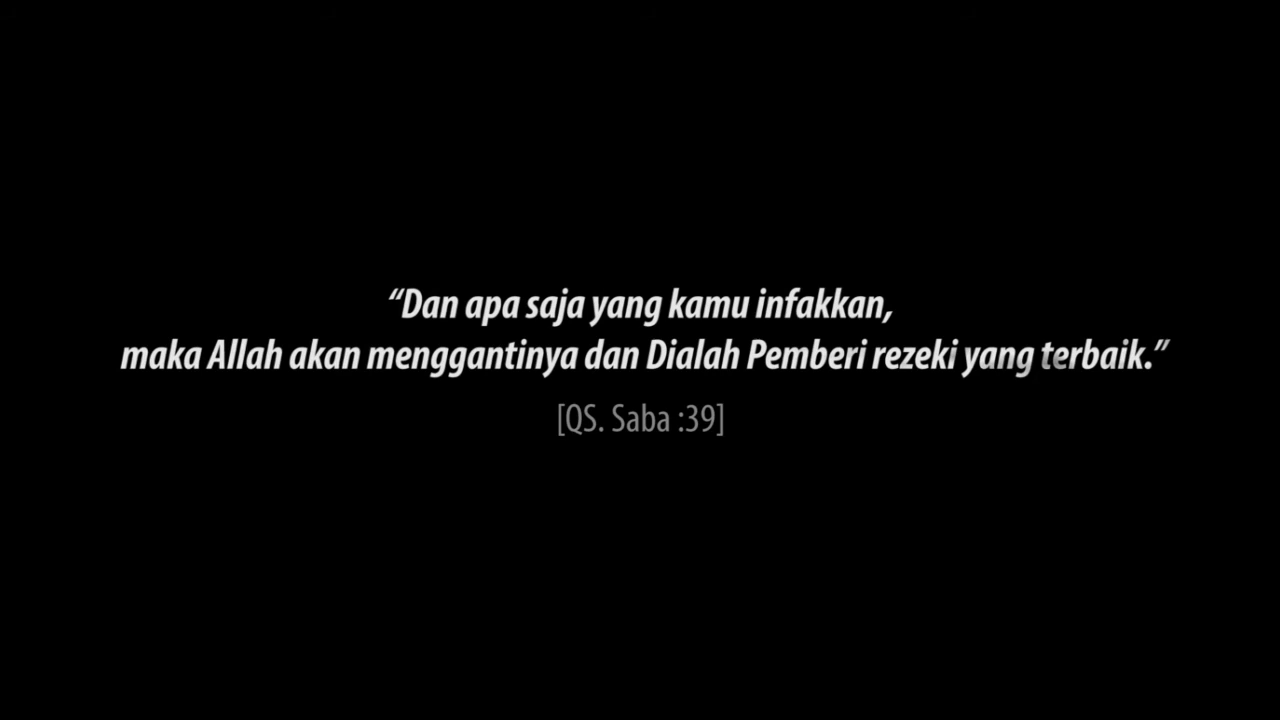 “Dan apa saja yang kamu infakkan,
maka Allah akan menggantinya dan Dialah Pemberi rezeki yang terbaik.”
[QS. Saba :39]